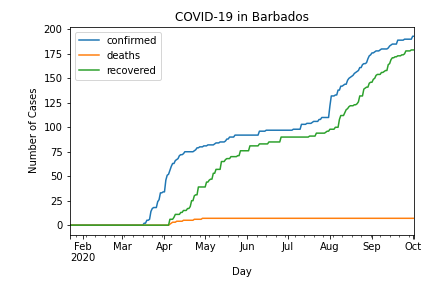 COVID-19 in Barbados
confirmed
deaths
recovered
Number of Cases
200
175
150
125
100
75
50
25
0
Feb Mar Apr May Jun Jul Aug Sep Oct
2020
Day